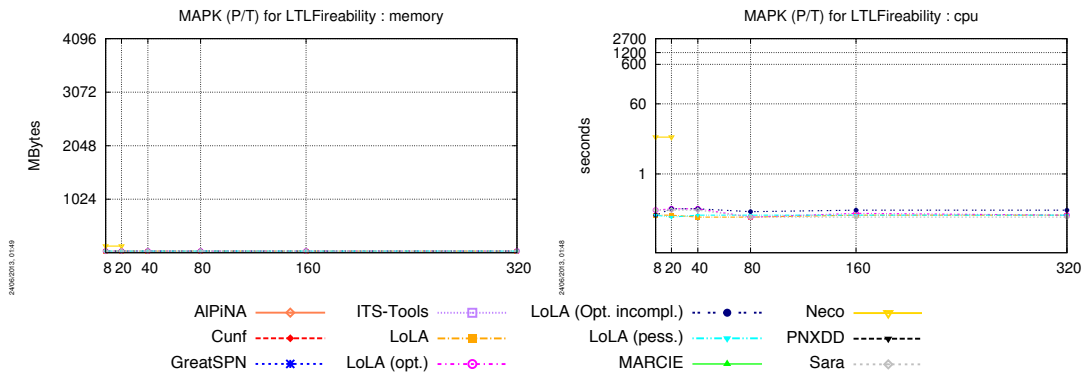 MAPK (P/T) for LTLFireability : memory
4096
3072
2048
1024
MBytes
8 20 40 80 160 320
24/06/2013, 01:49
MAPK (P/T) for LTLFireability : cpu
2700
1200
600
60
1
seconds
8 20 40 80 160 320
24/06/2013, 01:48
AlPiNA
Cunf
GreatSPN
ITS-Tools
LoLA
LoLA (opt.)
LoLA (Opt. incompl.)
LoLA (pess.)
MARCIE
Neco
PNXDD
Sara